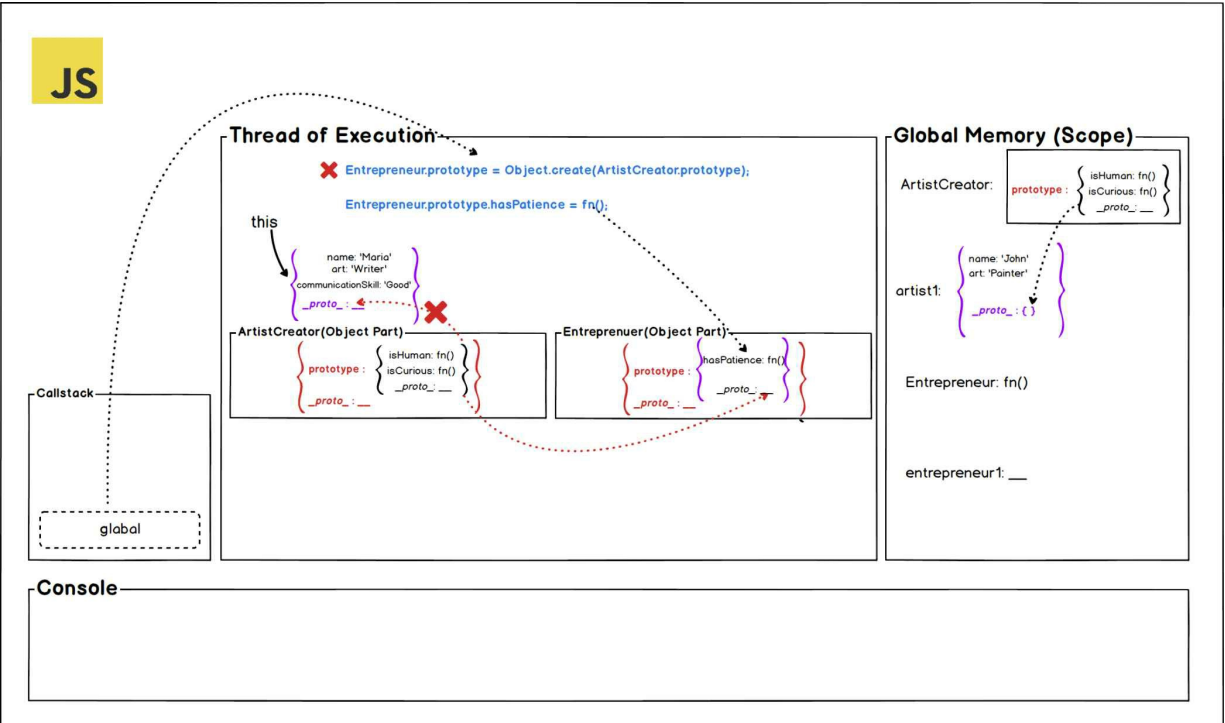 JS
Thread of Execution
Entrepreneur.prototype = Object.create(ArtistCreator.prototype);
Entrepreneur.prototype.hasPatience = fn();
this
name: 'Maria'
art: 'Writer'
communicationSkill: 'Good'
_proto_ : __
ArtistCreator(Object Part)
prototype :
isHuman: fn()
isCurious: fn()
_proto_: __
_proto_ : __
Entreprenuer(Object Part)
prototype :
hasPatience: fn()
_proto_: __
_proto_ : __
Global Memory (Scope)
ArtistCreator:
prototype :
isHuman: fn()
isCurious: fn()
_proto_: __
artist1:
name: 'John'
art: 'Painter'
_proto_ : { }
Entrepreneur: fn()
entrepreneur1: __
Callstack
glabal
Console